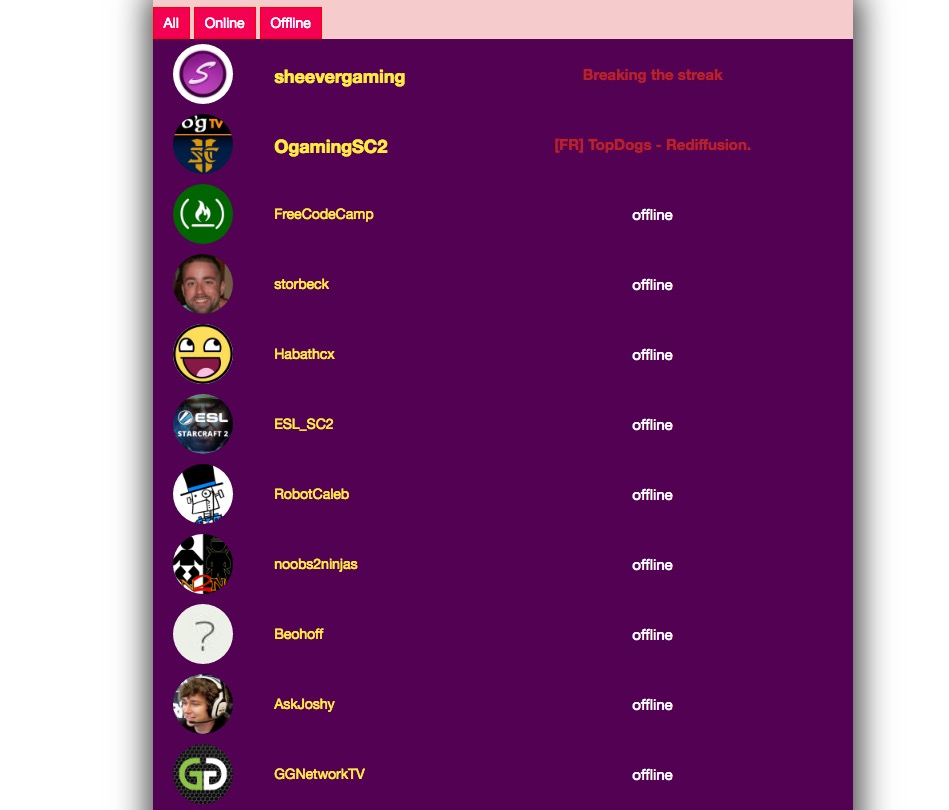 All Online Offline
S
sheevergaming Breaking the streak
O'G TV
SC
OgamingSC2 [FR] TopDogs - Rediffusion.
FreeCodeCamp offline
storbeck offline
Habathcx offline
ESL
STARCRAFT 2
ESL_SC2 offline
RobotCaleb offline
N2N
noobs2ninjas offline
?
Beohoff offline
AskJoshy offline
GG
GGNetworkTV offline